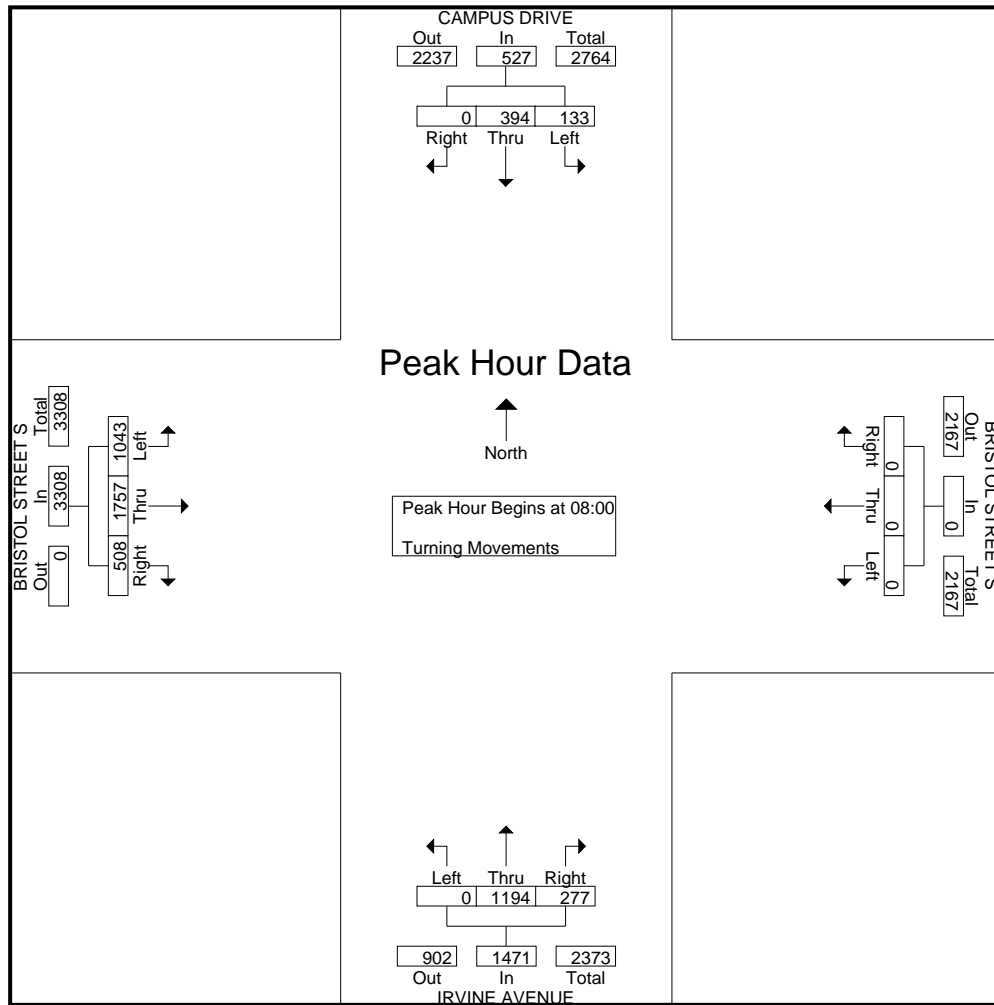 CAMPUS DRIVE
Out In Total
2237 527 2764
0 394 133
Right Thru Left
Peak Hour Data
North
Peak Hour Begins at 08:00
Turning Movements
BRISTOL STREET S
Out In Total
0 3308 3308
Left Thru Right
1043 1757 508
BRISTOL STREET S
Out In Total
2167 0 2167
Right Thru Left
0 0 0
Left Thru Right
0 1194 277
902 1471 2373
Out In Total
IRVINE AVENUE